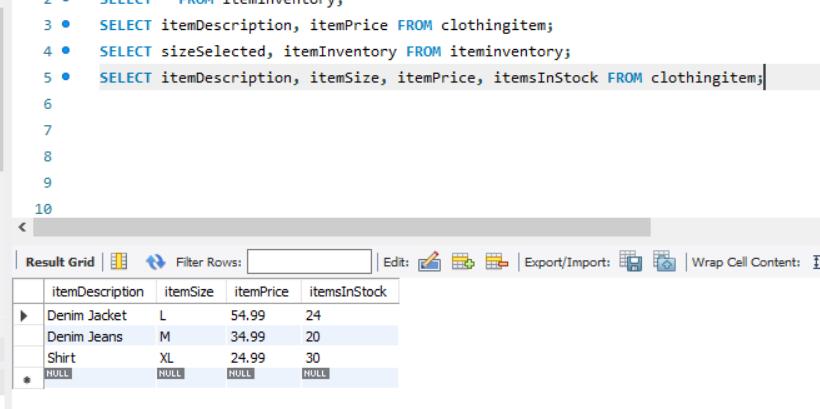 2 SELECT * FROM iteminventory;
3 SELECT itemDescription, itemPrice FROM clothingitem;
4 SELECT sizeSelected, itemInventory FROM iteminventory;
5 SELECT itemDescription, itemSize, itemPrice, itemsInStock FROM clothingitem;
6
7
8
9
10
Result Grid Filter Rows: Edit: Export/Import: Wrap Cell Content:
itemDescription itemSize itemPrice itemsInStock
Denim Jacket L 54.99 24
Denim Jeans M 34.99 20
Shirt XL 24.99 30
NULL NULL NULL NULL